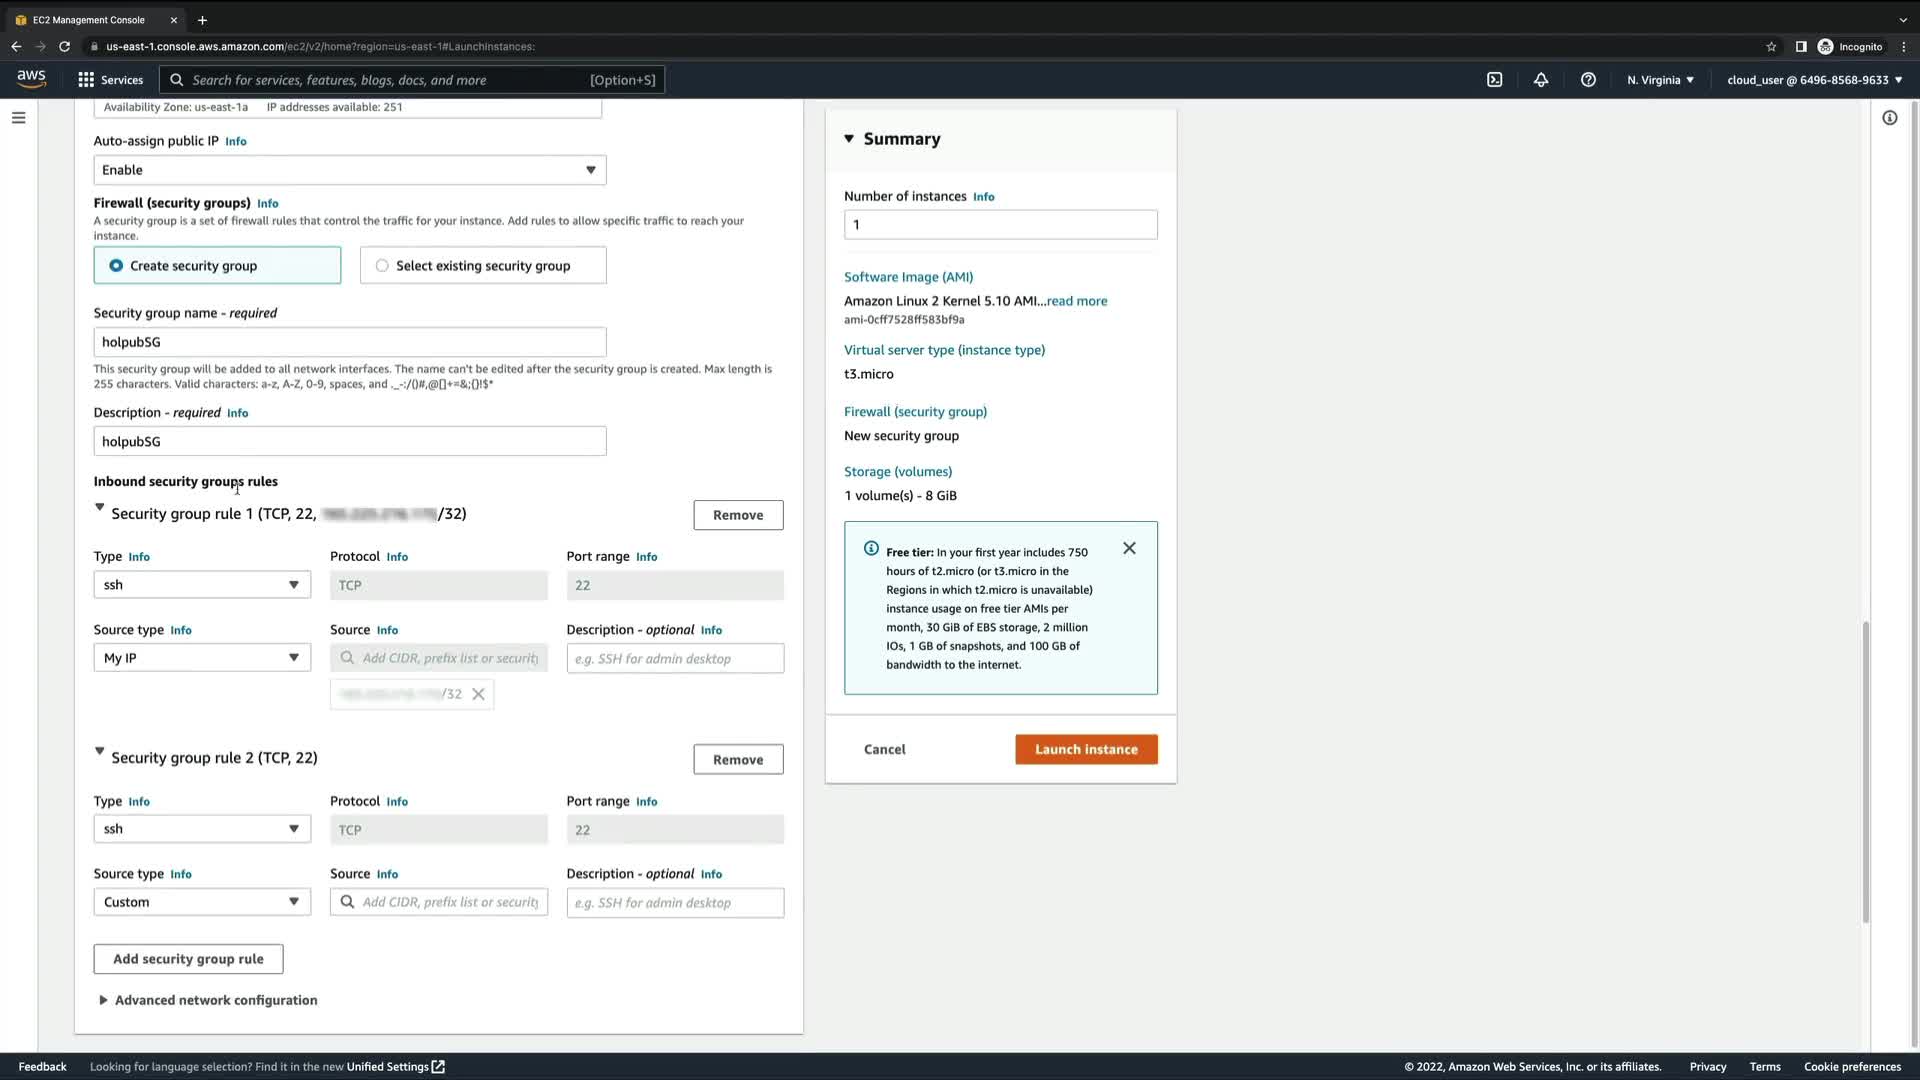 EC2 Management Console
us-east-1.console.aws.amazon.com/ec2/v2/home?region=us-east-1#LaunchInstances:
Incognito
aws
Services
Search for services, features, blogs, docs, and more
[Option+S]
N. Virginia
cloud_user @ 6496-8568-9633
Availability Zone: us-east-1a IP addresses available: 251
Auto-assign public IP Info
Enable
Firewall (security groups) Info
A security group is a set of firewall rules that control the traffic for your instance. Add rules to allow specific traffic to reach your
instance.
Create security group
Select existing security group
Security group name - required
holpubSG
This security group will be added to all network interfaces. The name can't be edited after the security group is created. Max length is
255 characters. Valid characters: a-z, A-Z, 0-9, spaces, and ._-:/()#,@[]+=&;{}!$*
Description - required Info
holpubSG
Inbound security groups rules
Security group rule 1 (TCP, 22, /32)
Remove
Type Info
Protocol Info
Port range Info
ssh
TCP
22
Source type Info
Source Info
Description - optional Info
My IP
Add CIDR, prefix list or security
e.g. SSH for admin desktop
/32
Security group rule 2 (TCP, 22)
Remove
Type Info
Protocol Info
Port range Info
ssh
TCP
22
Source type Info
Source Info
Description - optional Info
Custom
Add CIDR, prefix list or security
e.g. SSH for admin desktop
Add security group rule
Advanced network configuration
Summary
Number of instances Info
1
Software Image (AMI)
Amazon Linux 2 Kernel 5.10 AMI...read more
ami-0cff7528ff583bf9a
Virtual server type (instance type)
t3.micro
Firewall (security group)
New security group
Storage (volumes)
1 volume(s) - 8 GiB
Free tier: In your first year includes 750
hours of t2.micro (or t3.micro in the
Regions in which t2.micro is unavailable)
instance usage on free tier AMIs per
month, 30 GiB of EBS storage, 2 million
IOs, 1 GB of snapshots, and 100 GB of
bandwidth to the internet.
Cancel
Launch instance
Feedback
Looking for language selection? Find it in the new Unified Settings
© 2022, Amazon Web Services, Inc. or its affiliates.
Privacy
Terms
Cookie preferences